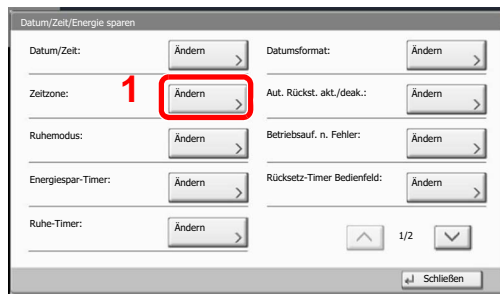 Datum/Zeit/Energie sparen
Datum/Zeit: Ändern Datumsformat: Ändern
Zeitzone: 1 Ändern Aut. Rückst. akt./deak.: Ändern
Ruhemodus: Ändern Betriebsauf. n. Fehler: Ändern
Energiespar-Timer: Ändern Rücksetz-Timer Bedienfeld: Ändern
Ruhe-Timer: Ändern 1/2
Schließen